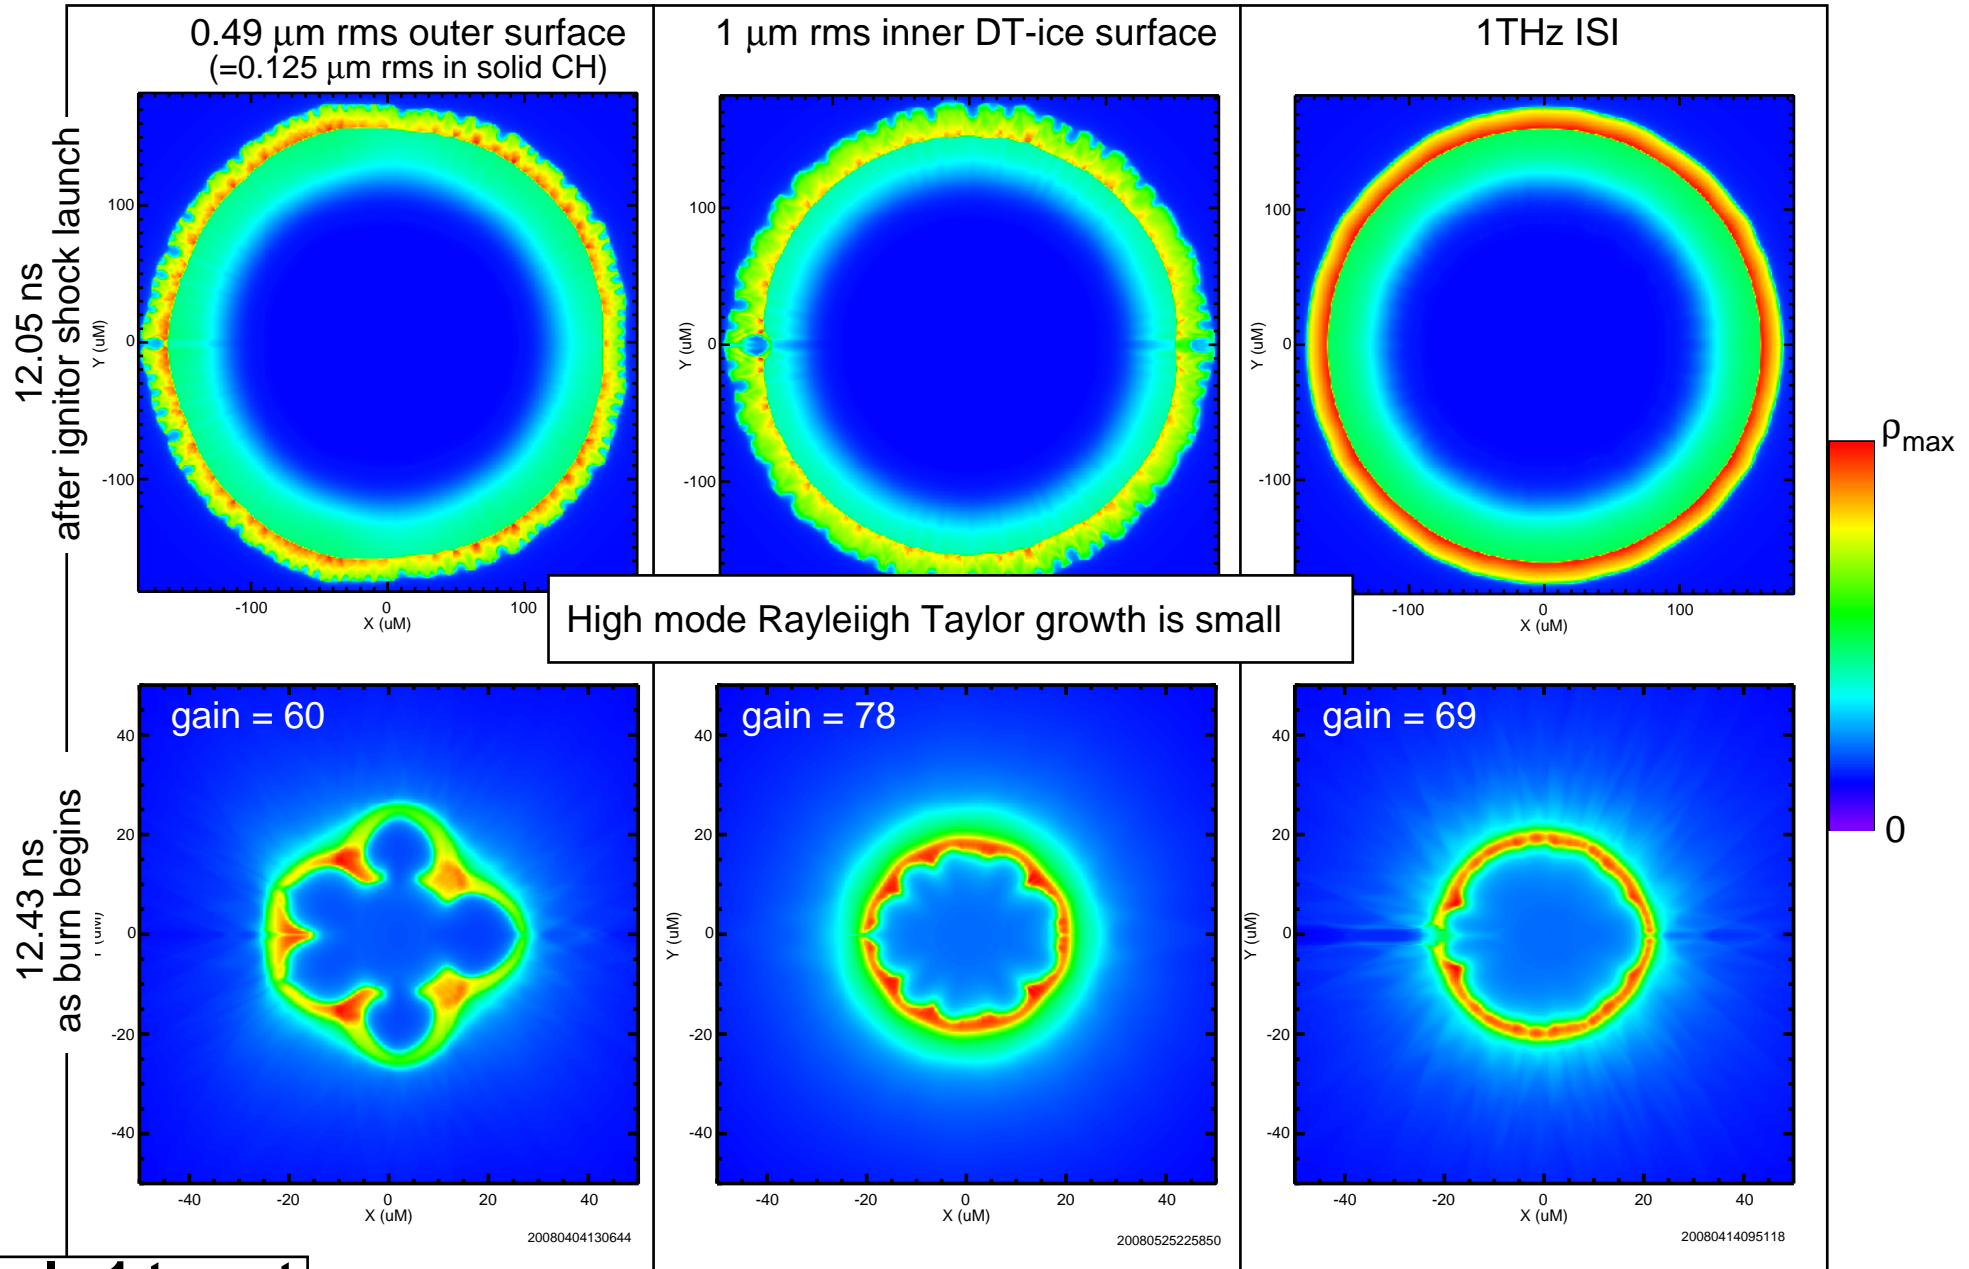 0.49 μm rms outer surface
(=0.125 μm rms in solid CH)
1 μm rms inner DT-ice surface
1THz ISI
12.05 ns
after ignitor shock launch
Y (uM)
100
0
-100
-100
0
100
X (uM)
Y (uM)
100
0
-100
Y (uM)
100
0
-100
-100
0
100
X (uM)
ρmax
0
High mode Rayleiigh Taylor growth is small
12.43 ns
as burn begins
gain = 60
40
20
0
-20
-40
-40
-20
0
20
40
X (uM)
20080404130644
gain = 78
Y (uM)
40
20
0
-20
-40
-40
-20
0
20
40
X (uM)
20080525225850
gain = 69
Y (uM)
40
20
0
-20
-40
-40
-20
0
20
40
X (uM)
20080414095118